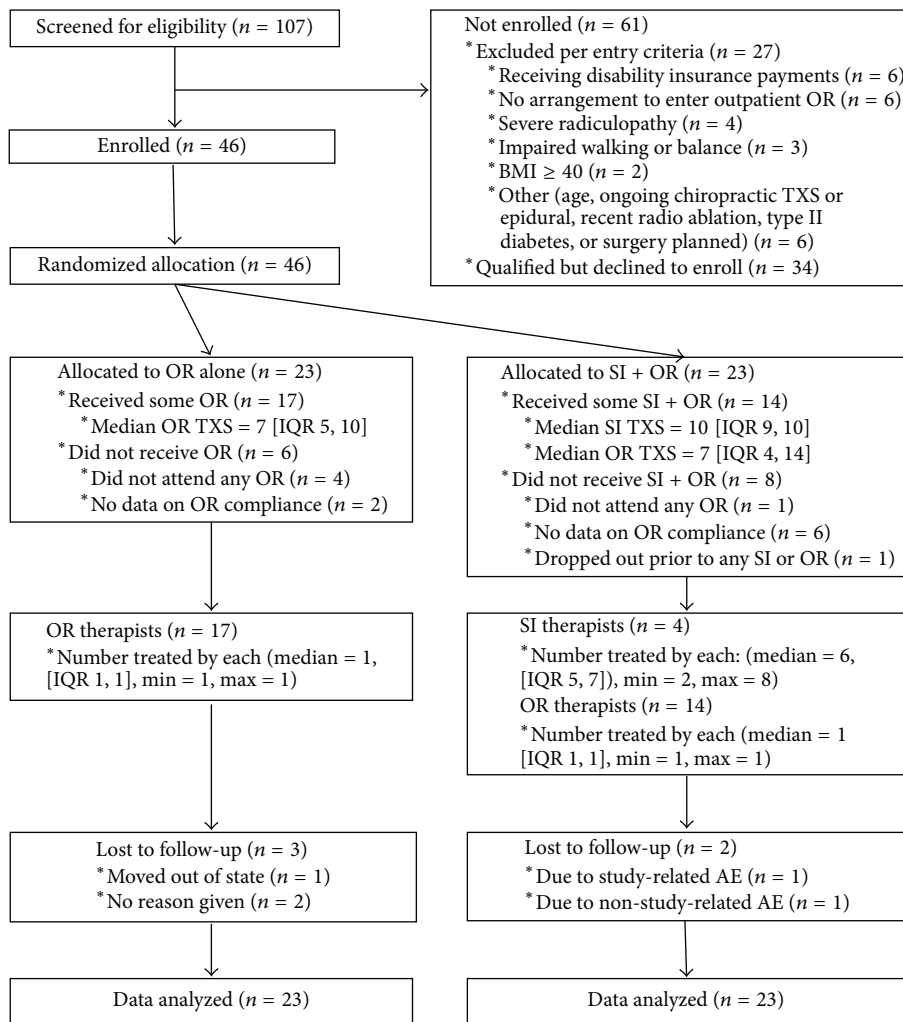 Screened for eligibility (n = 107)
Not enrolled (n = 61)
*Excluded per entry criteria (n = 27)
*Receiving disability insurance payments (n = 6)
*No arrangement to enter outpatient OR (n = 6)
*Severe radiculopathy (n = 4)
*Impaired walking or balance (n = 3)
*BMI ≥ 40 (n = 2)
*Other (age, ongoing chiropractic TXS or
epidural, recent radio ablation, type II
diabetes, or surgery planned) (n = 6)
*Qualified but declined to enroll (n = 34)
Enrolled (n = 46)
Randomized allocation (n = 46)
Allocated to OR alone (n = 23)
*Received some OR (n = 17)
*Median OR TXS = 7 [IQR 5, 10]
*Did not receive OR (n = 6)
*Did not attend any OR (n = 4)
*No data on OR compliance (n = 2)
Allocated to SI + OR (n = 23)
*Received some SI + OR (n = 14)
*Median SI TXS = 10 [IQR 9, 10]
*Median OR TXS = 7 [IQR 4, 14]
*Did not receive SI + OR (n = 8)
*Did not attend any OR (n = 1)
*No data on OR compliance (n = 6)
*Dropped out prior to any SI or OR (n = 1)
OR therapists (n = 17)
*Number treated by each (median = 1,
[IQR 1, 1], min = 1, max = 1)
SI therapists (n = 4)
*Number treated by each: (median = 6,
[IQR 5, 7]), min = 2, max = 8)
OR therapists (n = 14)
*Number treated by each (median = 1
[IQR 1, 1], min = 1, max = 1)
Lost to follow-up (n = 3)
*Moved out of state (n = 1)
*No reason given (n = 2)
Lost to follow-up (n = 2)
*Due to study-related AE (n = 1)
*Due to non-study-related AE (n = 1)
Data analyzed (n = 23)
Data analyzed (n = 23)